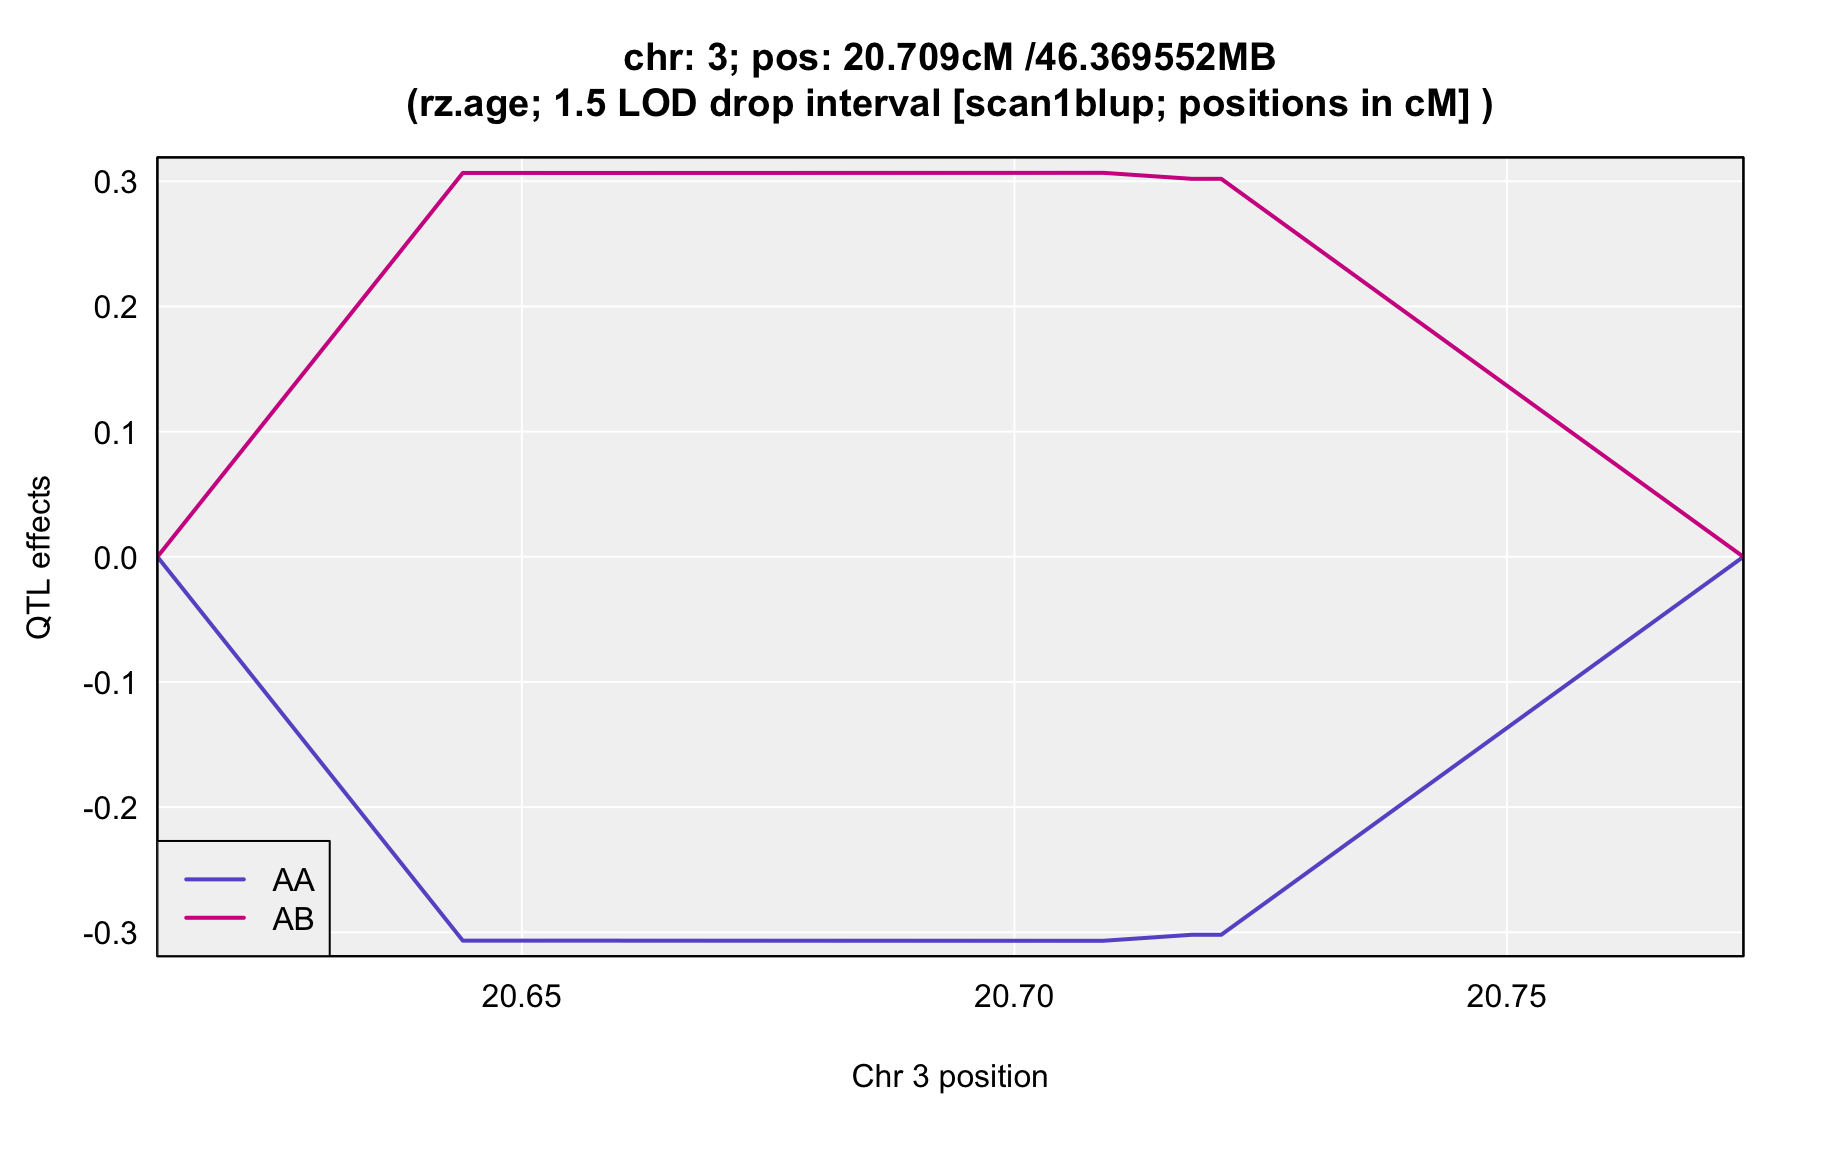 chr: 3; pos: 20.709cM /46.369552MB
(rz.age; 1.5 LOD drop interval [scan1blup; positions in cM] )
QTL effects
0.3
0.2
0.1
0.0
-0.1
-0.2
-0.3
AA
AB
20.65 20.70 20.75
Chr 3 position